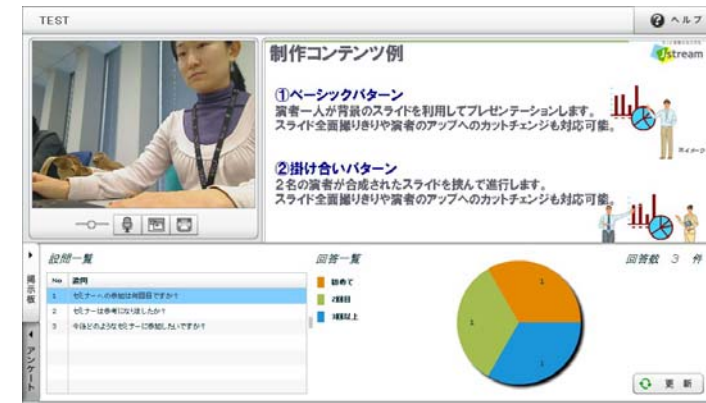 TEST
ヘルプ
制作コンテンツ例
Jstream
①ベーシックパターン
演者一人が背景のスライドを利用してプレゼンテーションします。
スライド全面撮りきりや演者のアップへのカットチェンジも対応可能。
※イメージ
②掛け合いパターン
2名の演者が合成されたスライドを挟んで進行します。
スライド全面撮りきりや演者のアップへのカットチェンジも対応可能。
掲示板
アンケート
設問一覧
No 設問
1 セミナーへの参加は何回目ですか?
2 セミナーは参考になりましたか?
3 今後どのようなセミナーに参加したいですか?
回答一覧
初めて
2回目
3回以上
1
1
1
回答数 3 件
更新